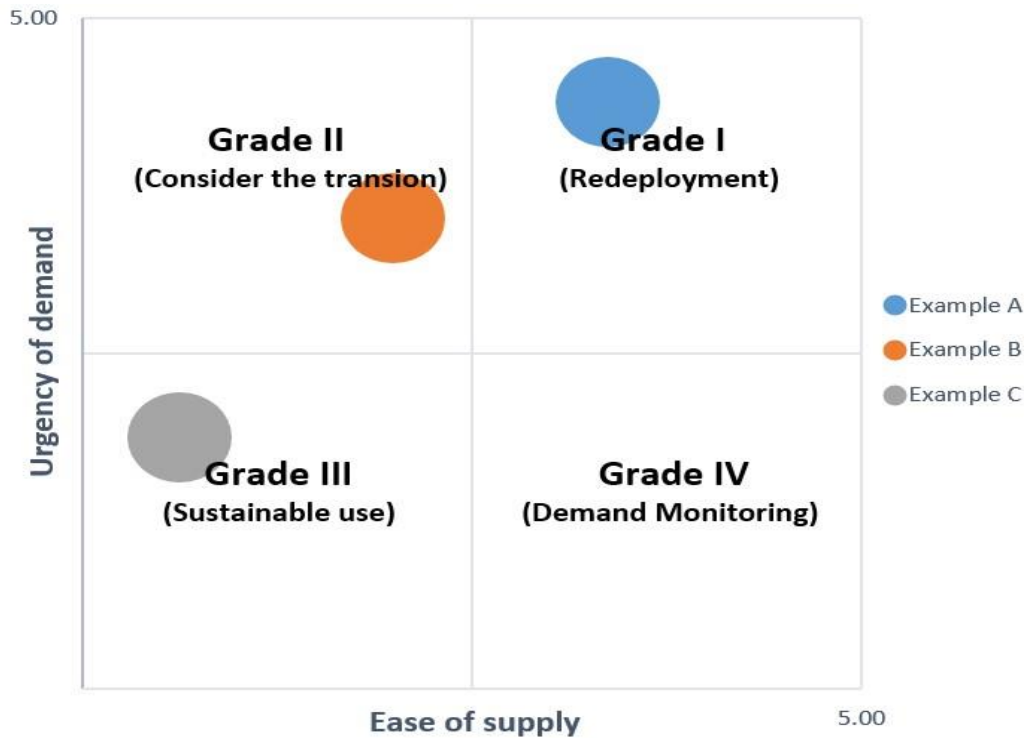 5.00
Grade II
(Consider the transion)
Grade I
(Redeployment)
Urgency of demand
Example A
Example B
Example C
Grade III
(Sustainable use)
Grade IV
(Demand Monitoring)
Ease of supply
5.00